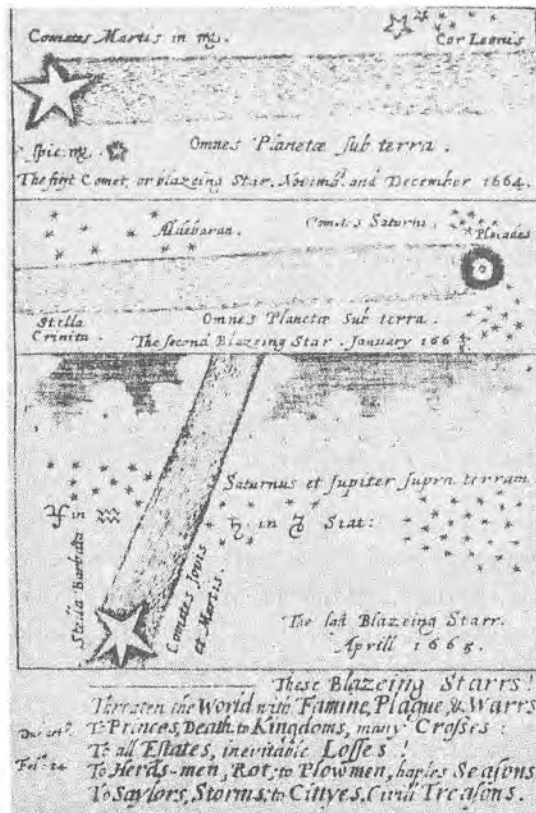 Cometes Martis in ♏.
Cor Leonis
Spic: ♍.
Omnes Planetæ sub terra.
The first Comet, or blazeing Star. Novem: and December 1664.
Aldebaran.
Cometes Saturni.
Pleiades
Stella
Crinita.
Omnes Planetæ sub terra.
The second Blazeing Star. January 166
Saturnus et Jupiter supra terram
♃ in ♒
♄ in ♑ Stat:
Stella Barbata
Cometes Jovis
et Martis.
The last Blazeing Starr.
Aprill 1665.
These Blazeing Starrs!
Threaten the World with Famine, Plague, & Warrs
To Princes, Death: to Kingdoms, many Crosses:
To all Estates, inevitable Losses!
To Herds-men, Rot; to Plowmen, haples Seasons
To Saylors, Storms; to Cittyes, Civill Treasons.